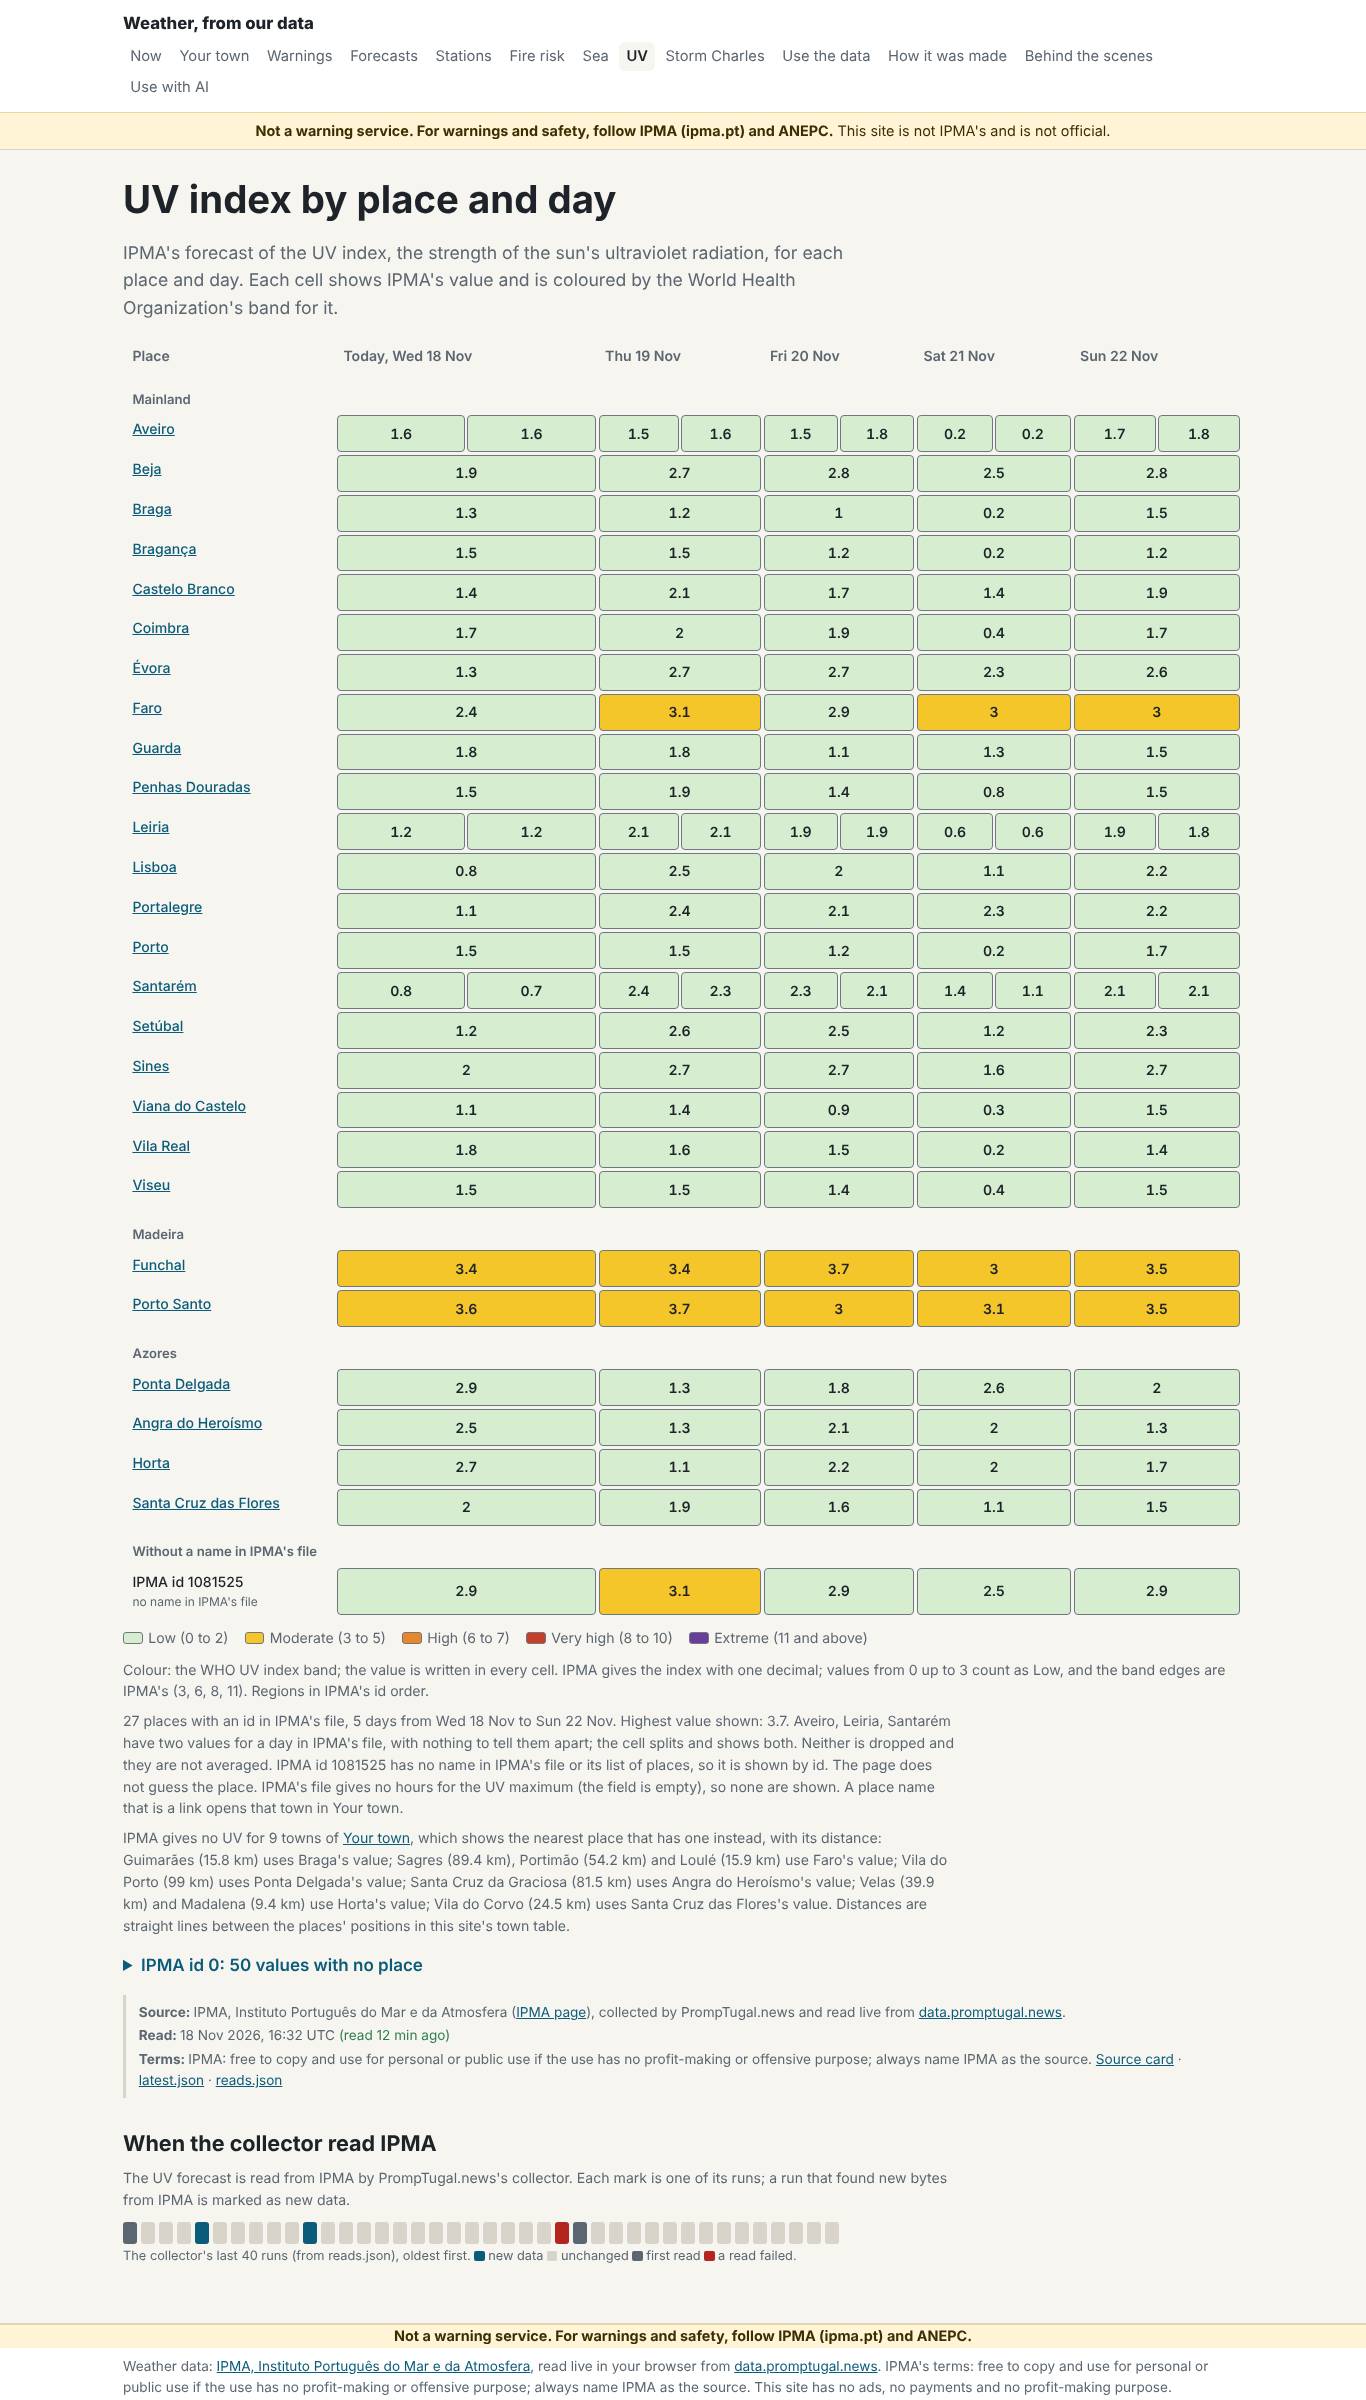 Weather, from our data
Now Your town Warnings Forecasts Stations Fire risk Sea UV Storm Charles Use the data How it was made Behind the scenes
Use with AI
Not a warning service. For warnings and safety, follow IPMA (ipma.pt) and ANEPC. This site is not IPMA's and is not official.
UV index by place and day
IPMA's forecast of the UV index, the strength of the sun's ultraviolet radiation, for each
place and day. Each cell shows IPMA's value and is coloured by the World Health
Organization's band for it.
Place Today, Wed 18 Nov Thu 19 Nov Fri 20 Nov Sat 21 Nov Sun 22 Nov
Mainland
Aveiro 1.6 1.6 1.5 1.6 1.5 1.8 0.2 0.2 1.7 1.8
Beja 1.9 2.7 2.8 2.5 2.8
Braga 1.3 1.2 1 0.2 1.5
Bragança 1.5 1.5 1.2 0.2 1.2
Castelo Branco 1.4 2.1 1.7 1.4 1.9
Coimbra 1.7 2 1.9 0.4 1.7
Évora 1.3 2.7 2.7 2.3 2.6
Faro 2.4 3.1 2.9 3 3
Guarda 1.8 1.8 1.1 1.3 1.5
Penhas Douradas 1.5 1.9 1.4 0.8 1.5
Leiria 1.2 1.2 2.1 2.1 1.9 1.9 0.6 0.6 1.9 1.8
Lisboa 0.8 2.5 2 1.1 2.2
Portalegre 1.1 2.4 2.1 2.3 2.2
Porto 1.5 1.5 1.2 0.2 1.7
Santarém 0.8 0.7 2.4 2.3 2.3 2.1 1.4 1.1 2.1 2.1
Setúbal 1.2 2.6 2.5 1.2 2.3
Sines 2 2.7 2.7 1.6 2.7
Viana do Castelo 1.1 1.4 0.9 0.3 1.5
Vila Real 1.8 1.6 1.5 0.2 1.4
Viseu 1.5 1.5 1.4 0.4 1.5
Madeira
Funchal 3.4 3.4 3.7 3 3.5
Porto Santo 3.6 3.7 3 3.1 3.5
Azores
Ponta Delgada 2.9 1.3 1.8 2.6 2
Angra do Heroísmo 2.5 1.3 2.1 2 1.3
Horta 2.7 1.1 2.2 2 1.7
Santa Cruz das Flores 2 1.9 1.6 1.1 1.5
Without a name in IPMA's file
IPMA id 1081525 2.9 3.1 2.9 2.5 2.9
no name in IPMA's file
Low (0 to 2) Moderate (3 to 5) High (6 to 7) Very high (8 to 10) Extreme (11 and above)
Colour: the WHO UV index band; the value is written in every cell. IPMA gives the index with one decimal; values from 0 up to 3 count as Low, and the band edges are
IPMA's (3, 6, 8, 11). Regions in IPMA's id order.
27 places with an id in IPMA's file, 5 days from Wed 18 Nov to Sun 22 Nov. Highest value shown: 3.7. Aveiro, Leiria, Santarém
have two values for a day in IPMA's file, with nothing to tell them apart; the cell splits and shows both. Neither is dropped and
they are not averaged. IPMA id 1081525 has no name in IPMA's file or its list of places, so it is shown by id. The page does
not guess the place. IPMA's file gives no hours for the UV maximum (the field is empty), so none are shown. A place name
that is a link opens that town in Your town.
IPMA gives no UV for 9 towns of Your town, which shows the nearest place that has one instead, with its distance:
Guimarães (15.8 km) uses Braga's value; Sagres (89.4 km), Portimão (54.2 km) and Loulé (15.9 km) use Faro's value; Vila do
Porto (99 km) uses Ponta Delgada's value; Santa Cruz da Graciosa (81.5 km) uses Angra do Heroísmo's value; Velas (39.9
km) and Madalena (9.4 km) use Horta's value; Vila do Corvo (24.5 km) uses Santa Cruz das Flores's value. Distances are
straight lines between the places' positions in this site's town table.
IPMA id 0: 50 values with no place
Source: IPMA, Instituto Português do Mar e da Atmosfera (IPMA page), collected by PrompTugal.news and read live from data.promptugal.news.
Read: 18 Nov 2026, 16:32 UTC (read 12 min ago)
Terms: IPMA: free to copy and use for personal or public use if the use has no profit-making or offensive purpose; always name IPMA as the source. Source card ·
latest.json · reads.json
When the collector read IPMA
The UV forecast is read from IPMA by PrompTugal.news's collector. Each mark is one of its runs; a run that found new bytes
from IPMA is marked as new data.
The collector's last 40 runs (from reads.json), oldest first. new data unchanged first read a read failed.
Not a warning service. For warnings and safety, follow IPMA (ipma.pt) and ANEPC.
Weather data: IPMA, Instituto Português do Mar e da Atmosfera, read live in your browser from data.promptugal.news. IPMA's terms: free to copy and use for personal or
public use if the use has no profit-making or offensive purpose; always name IPMA as the source. This site has no ads, no payments and no profit-making purpose.